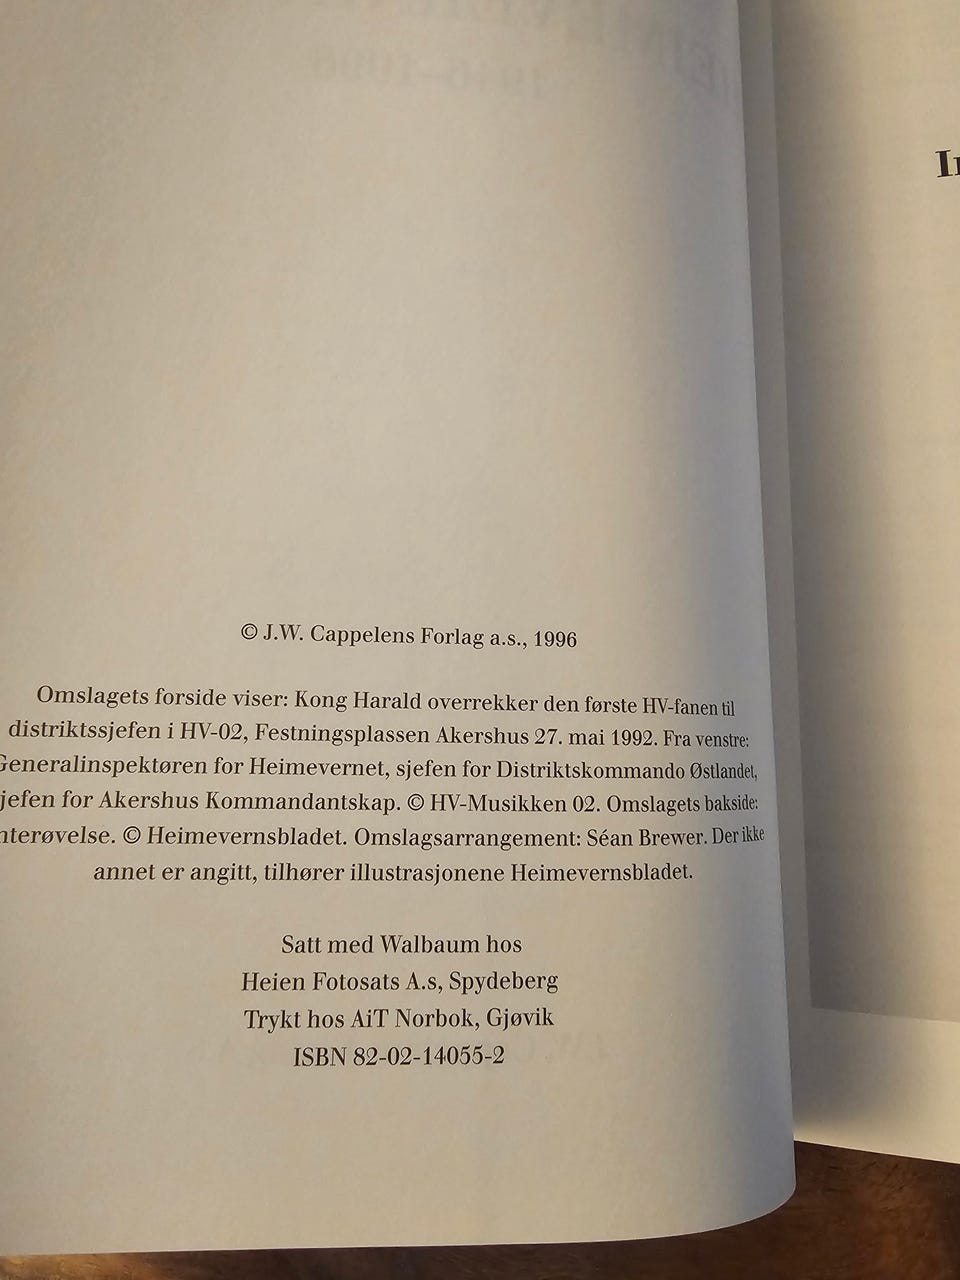 © J.W. Cappelens Forlag a.s., 1996
Omslagets forside viser: Kong Harald overrekker den første HV-fanen til
distriktssjefen i HV-02, Festningsplassen Akershus 27. mai 1992. Fra venstre:
Generalinspektøren for Heimevernet, sjefen for Distriktskommando Østlandet,
jefen for Akershus Kommandantskap. © HV-Musikken 02. Omslagets bakside:
nterøvelse. © Heimevernsbladet. Omslagsarrangement: Séan Brewer. Der ikke
annet er angitt, tilhører illustrasjonene Heimevernsbladet.
Satt med Walbaum hos
Heien Fotosats A.s, Spydeberg
Trykt hos AiT Norbok, Gjøvik
ISBN 82-02-14055-2